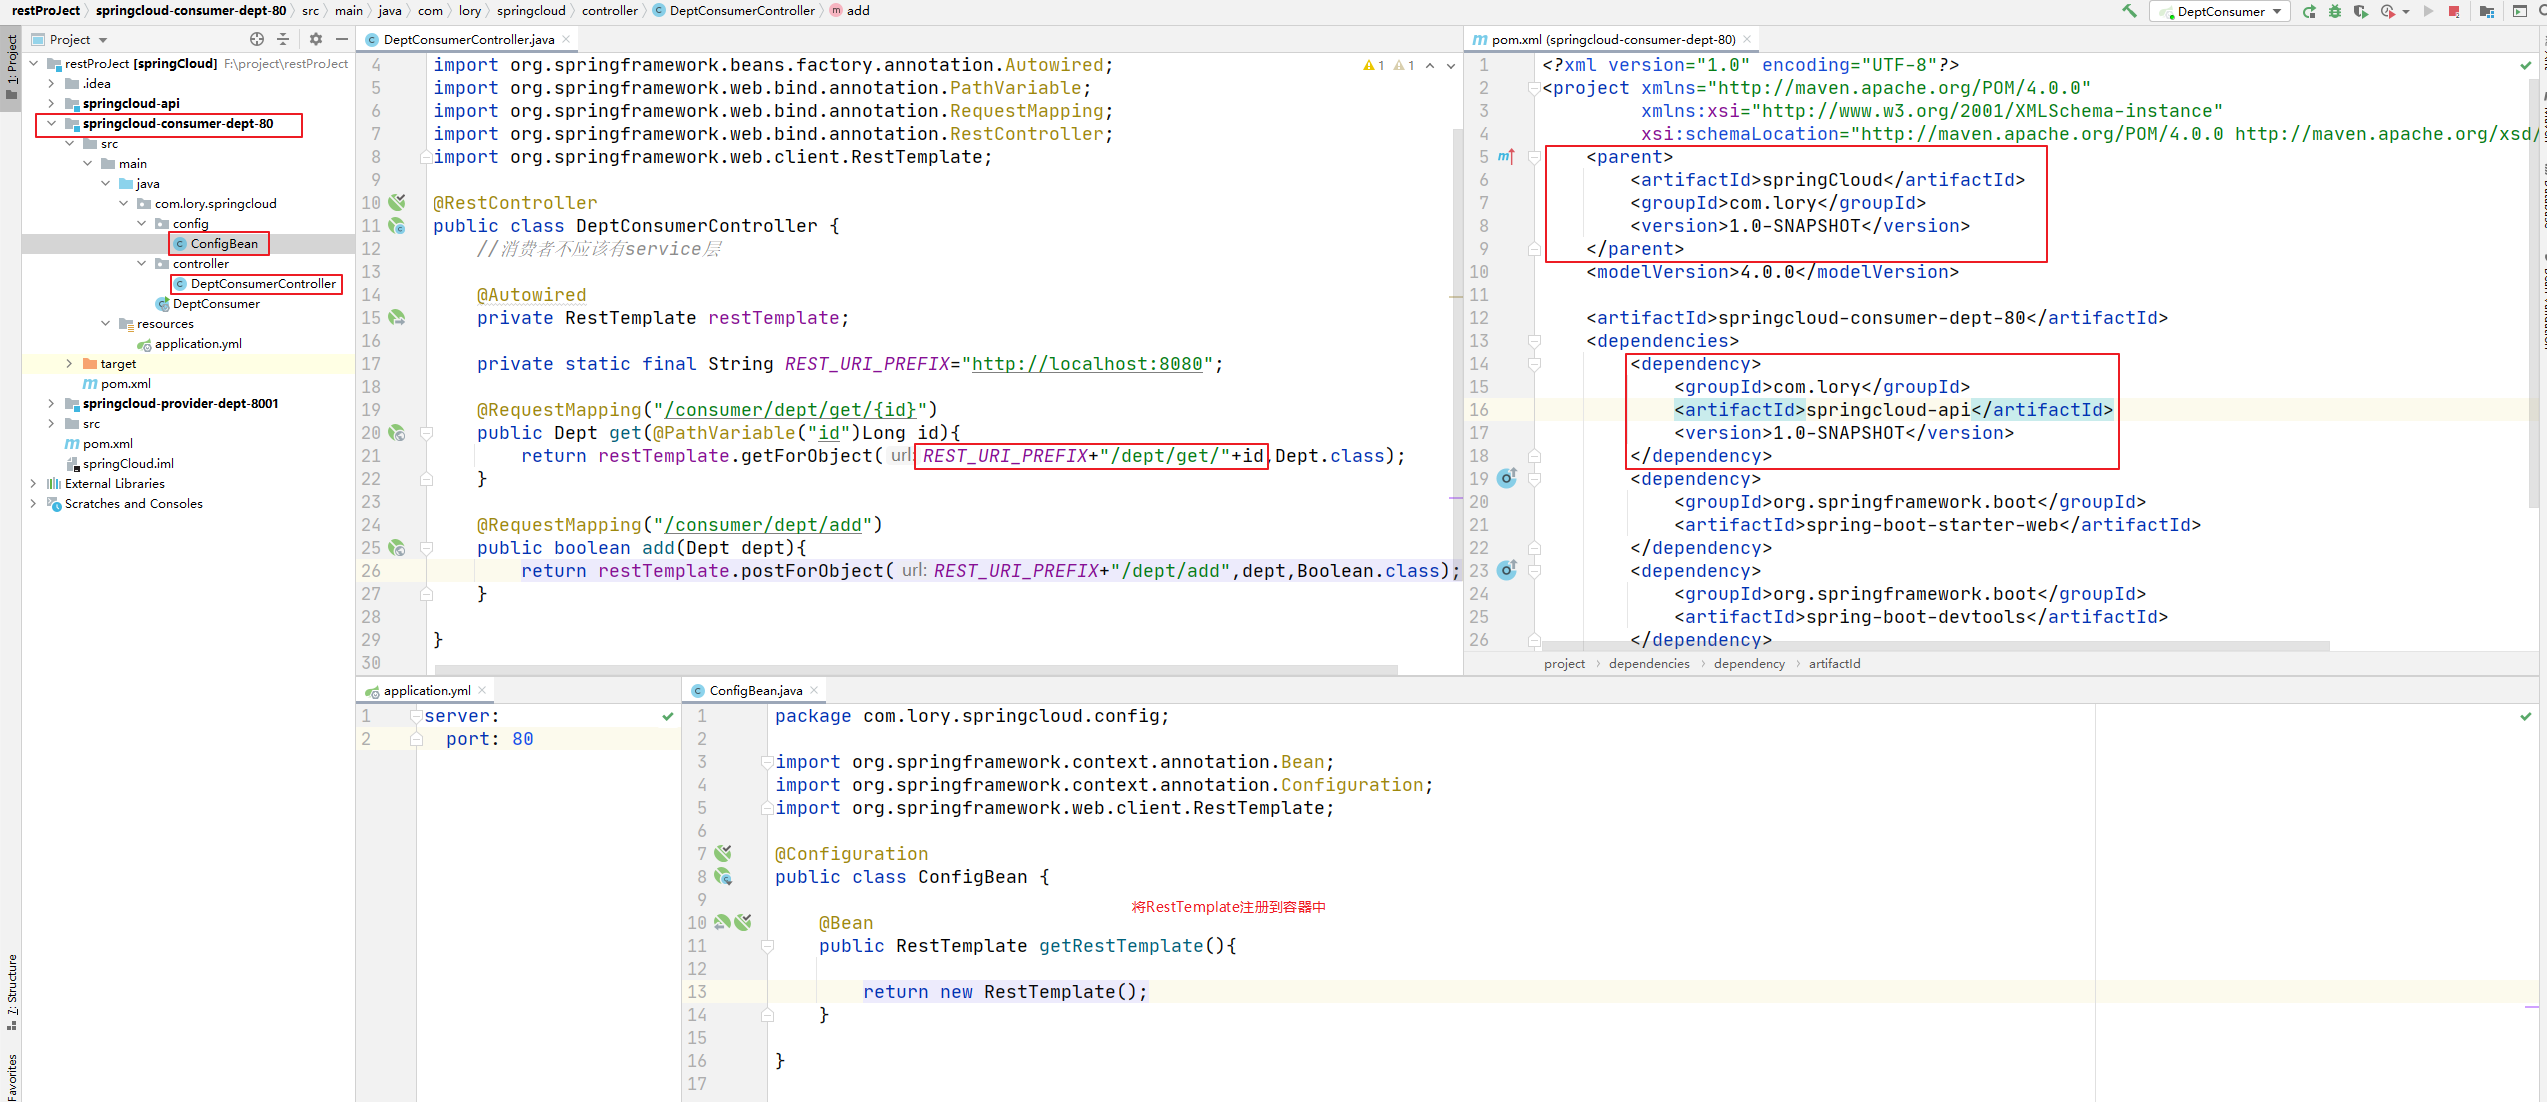 restProJect › springcloud-consumer-dept-80 › src › main › java › com › lory › springcloud › controller › DeptConsumerController › add
DeptConsumer
1: Project
7: Structure
Favorites
Project
restProJect [springCloud] F:\project\restProJect
.idea
springcloud-api
springcloud-consumer-dept-80
src
main
java
com.lory.springcloud
config
ConfigBean
controller
DeptConsumerController
DeptConsumer
resources
application.yml
target
pom.xml
springcloud-provider-dept-8001
src
pom.xml
springCloud.iml
External Libraries
Scratches and Consoles
DeptConsumerController.java
1 1
4 import org.springframework.beans.factory.annotation.Autowired;
5 import org.springframework.web.bind.annotation.PathVariable;
6 import org.springframework.web.bind.annotation.RequestMapping;
7 import org.springframework.web.bind.annotation.RestController;
8 import org.springframework.web.client.RestTemplate;
9
10 @RestController
11 public class DeptConsumerController {
12 //消费者不应该有service层
13
14 @Autowired
15 private RestTemplate restTemplate;
16
17 private static final String REST_URI_PREFIX="http://localhost:8080";
18
19 @RequestMapping("/consumer/dept/get/{id}")
20 public Dept get(@PathVariable("id")Long id){
21 return restTemplate.getForObject( url: REST_URI_PREFIX+"/dept/get/"+id,Dept.class);
22 }
23
24 @RequestMapping("/consumer/dept/add")
25 public boolean add(Dept dept){
26 return restTemplate.postForObject( url: REST_URI_PREFIX+"/dept/add",dept,Boolean.class);
27 }
28
29 }
30
pom.xml (springcloud-consumer-dept-80)
1 <?xml version="1.0" encoding="UTF-8"?>
2 <project xmlns="http://maven.apache.org/POM/4.0.0"
3 xmlns:xsi="http://www.w3.org/2001/XMLSchema-instance"
4 xsi:schemaLocation="http://maven.apache.org/POM/4.0.0 http://maven.apache.org/xsd/
5 <parent>
6 <artifactId>springCloud</artifactId>
7 <groupId>com.lory</groupId>
8 <version>1.0-SNAPSHOT</version>
9 </parent>
10 <modelVersion>4.0.0</modelVersion>
11
12 <artifactId>springcloud-consumer-dept-80</artifactId>
13 <dependencies>
14 <dependency>
15 <groupId>com.lory</groupId>
16 <artifactId>springcloud-api</artifactId>
17 <version>1.0-SNAPSHOT</version>
18 </dependency>
19 <dependency>
20 <groupId>org.springframework.boot</groupId>
21 <artifactId>spring-boot-starter-web</artifactId>
22 </dependency>
23 <dependency>
24 <groupId>org.springframework.boot</groupId>
25 <artifactId>spring-boot-devtools</artifactId>
26 </dependency>
project › dependencies › dependency › artifactId
application.yml
1 server:
2 port: 80
ConfigBean.java
1 package com.lory.springcloud.config;
2
3 import org.springframework.context.annotation.Bean;
4 import org.springframework.context.annotation.Configuration;
5 import org.springframework.web.client.RestTemplate;
6
7 @Configuration
8 public class ConfigBean {
9
将RestTemplate注册到容器中
10 @Bean
11 public RestTemplate getRestTemplate(){
12
13 return new RestTemplate();
14 }
15
16 }
17